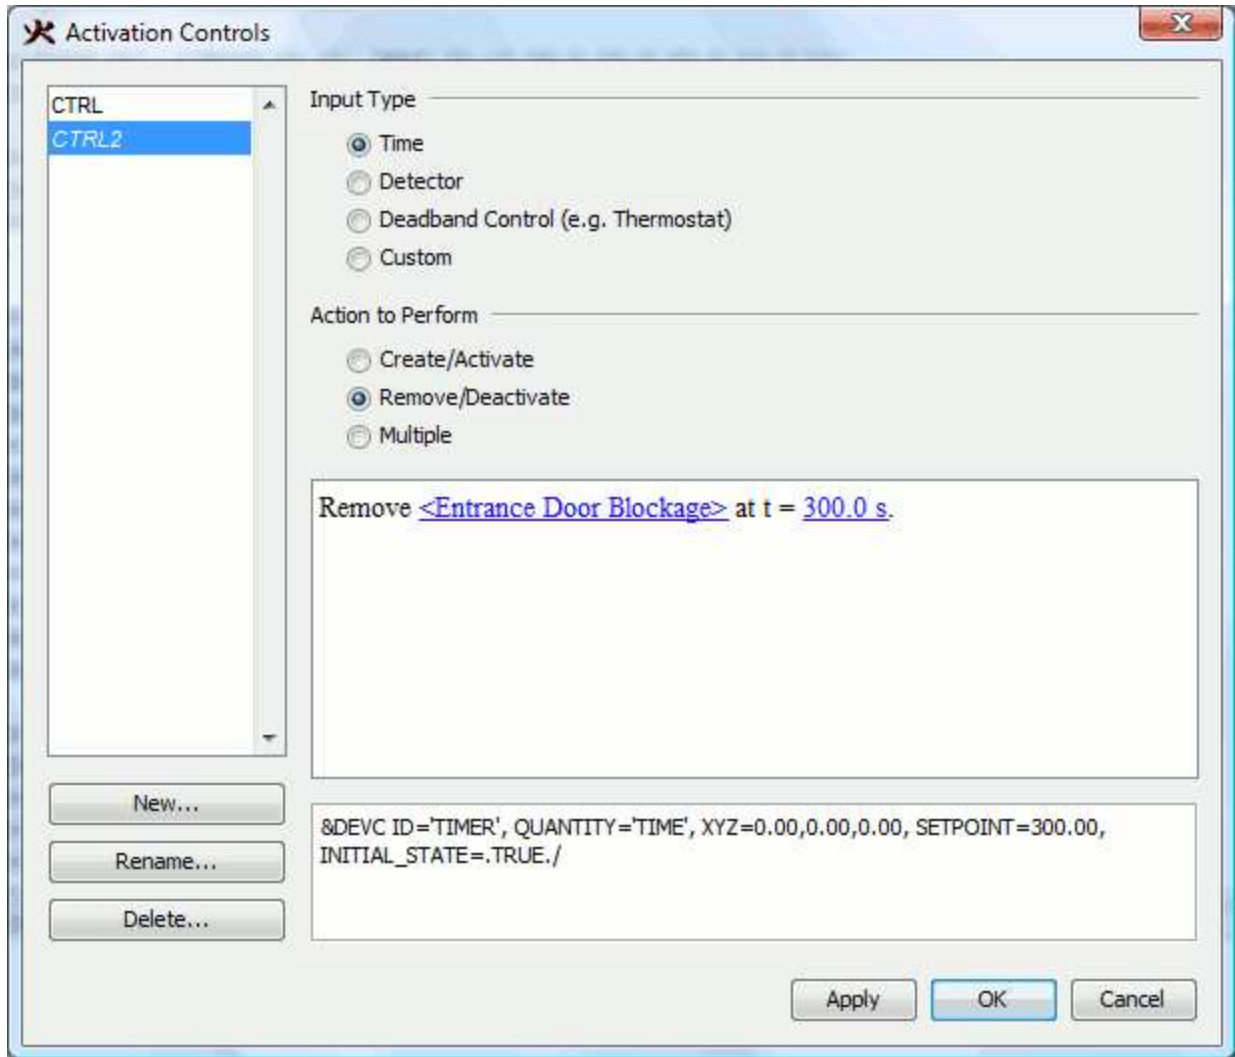 Activation Controls
CTRL
CTRL2
Input Type
Time
Detector
Deadband Control (e.g. Thermostat)
Custom
Action to Perform
Create/Activate
Remove/Deactivate
Multiple
Remove <Entrance Door Blockage> at t = 300.0 s.
New...
Rename...
Delete...
&DEVC ID='TIMER', QUANTITY='TIME', XYZ=0.00,0.00,0.00, SETPOINT=300.00,
INITIAL_STATE=.TRUE./
Apply
OK
Cancel